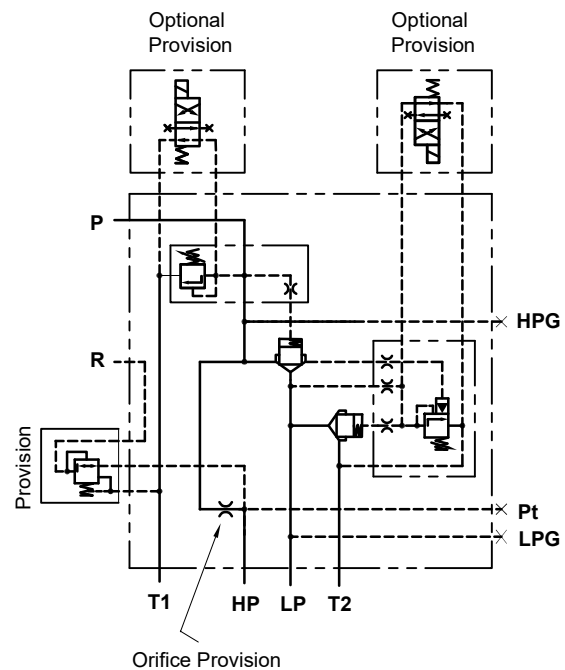 Optional
Provision
Optional
Provision
P
HPG
R
Provision
Pt
LPG
T1
HP
LP
T2
Orifice Provision